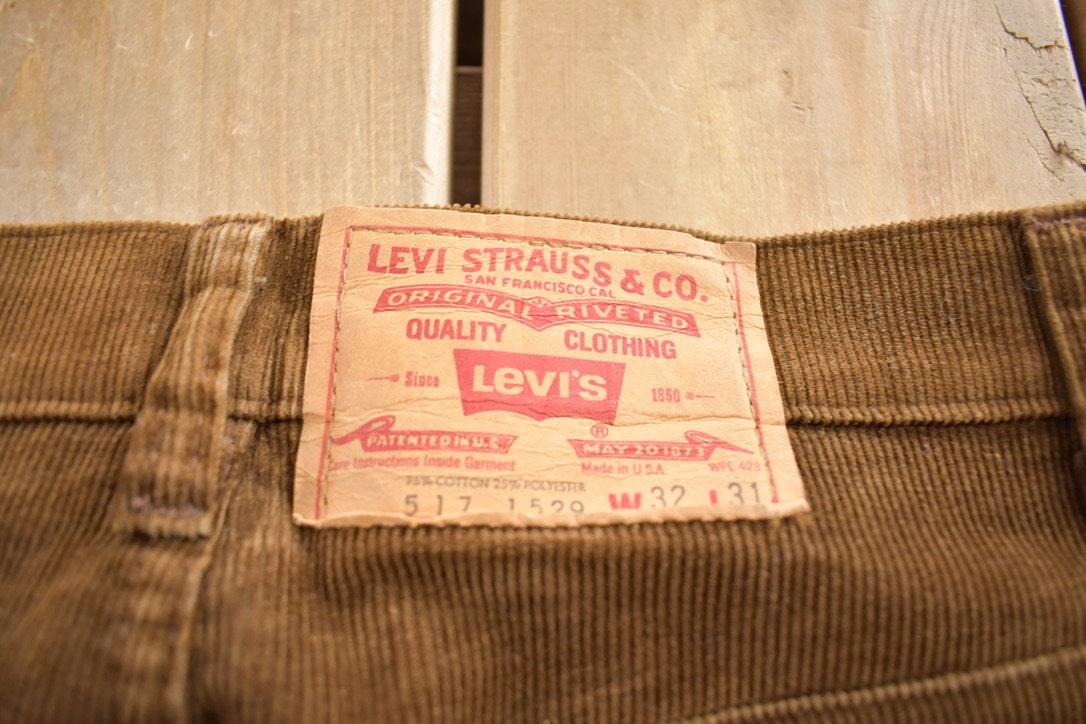 LEVI STRAUSS & CO.
SAN FRANCISCO CAL
ORIGINAL RIVETED
QUALITY CLOTHING
Since LEVI'S 1850
®
PATENTED IN U.S. MAY 20 1873
Care Instructions Inside Garment Made in U.S.A. WPL 423
75% COTTON 25% POLYESTER
517 1529 W 32 L 31